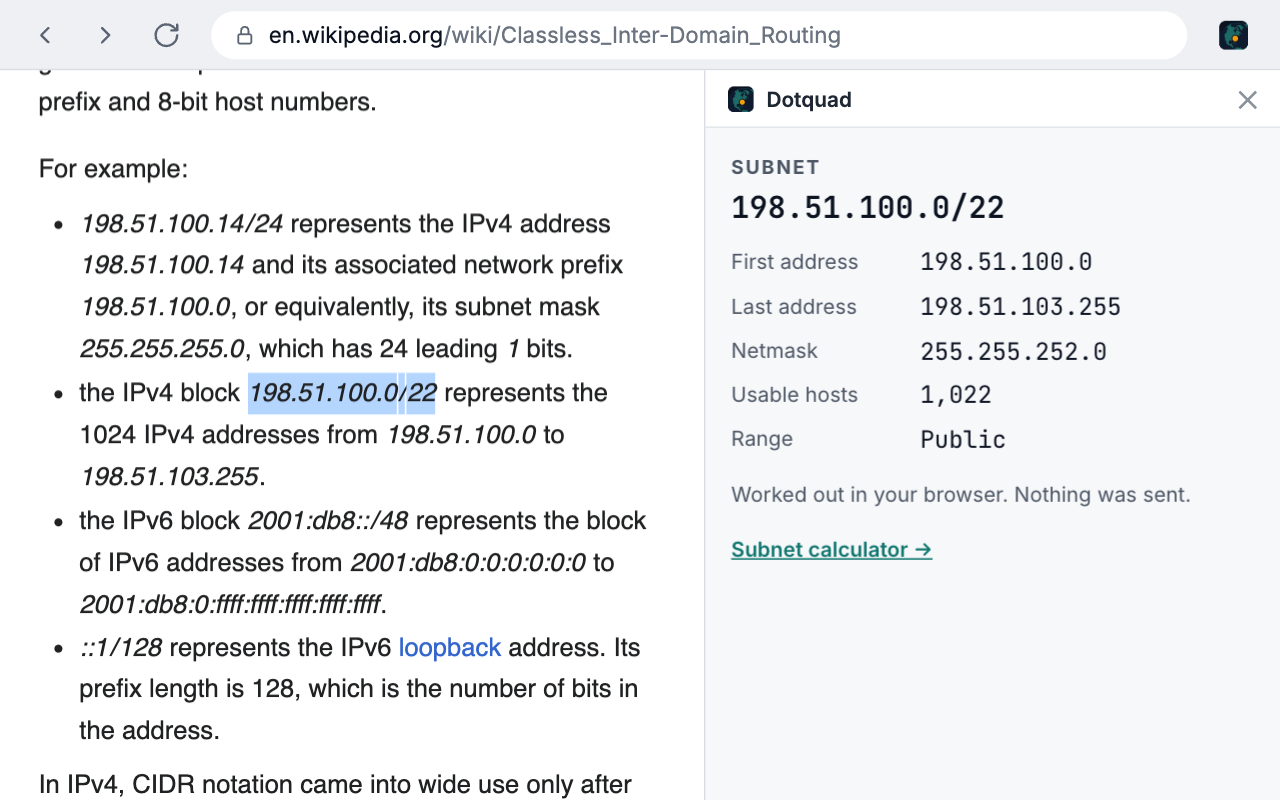 en.wikipedia.org/wiki/Classless_Inter-Domain_Routing
prefix and 8-bit host numbers.
For example:
• 198.51.100.14/24 represents the IPv4 address
198.51.100.14 and its associated network prefix
198.51.100.0, or equivalently, its subnet mask
255.255.255.0, which has 24 leading 1 bits.
• the IPv4 block 198.51.100.0/22 represents the
1024 IPv4 addresses from 198.51.100.0 to
198.51.103.255.
• the IPv6 block 2001:db8::/48 represents the block
of IPv6 addresses from 2001:db8:0:0:0:0:0:0 to
2001:db8:0:ffff:ffff:ffff:ffff:ffff.
• ::1/128 represents the IPv6 loopback address. Its
prefix length is 128, which is the number of bits in
the address.
In IPv4, CIDR notation came into wide use only after
Dotquad
SUBNET
198.51.100.0/22
First address 198.51.100.0
Last address 198.51.103.255
Netmask 255.255.252.0
Usable hosts 1,022
Range Public
Worked out in your browser. Nothing was sent.
Subnet calculator →